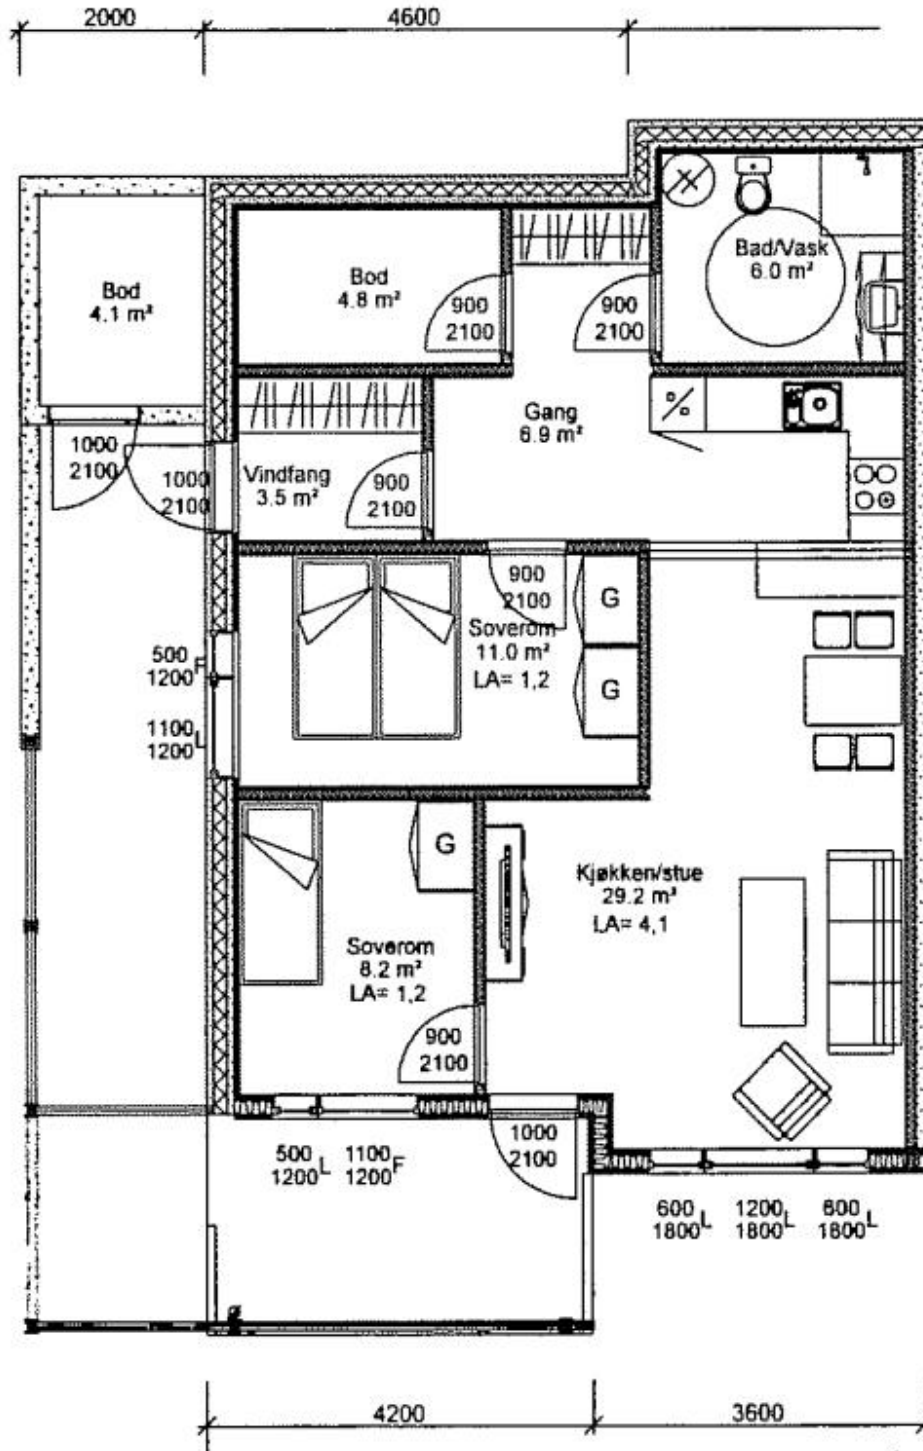 2000
4600
Bod
4.1 m²
Bod
4.8 m²
900
2100
900
2100
Bad/Vask
6.0 m²
Gang
6.9 m²
1000
2100
1000
2100
Vindfang
3.5 m²
900
2100
900
2100
Soverom
11.0 m²
LA= 1,2
G
G
500
1200 F
1100
1200 L
G
Kjøkken/stue
29.2 m²
LA= 4,1
Soverom
8.2 m²
LA= 1,2
900
2100
1000
2100
500
1200 L
1100
1200 F
600
1800 L
1200
1800 L
600
1800 L
4200
3600